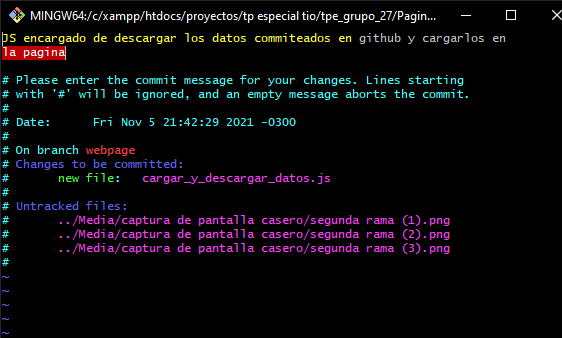 MINGW64:/c/xampp/htdocs/proyectos/tp especial tio/tpe_grupo_27/Pagin...
JS encargado de descargar los datos commiteados en github y cargarlos en
la pagina
# Please enter the commit message for your changes. Lines starting
# with '#' will be ignored, and an empty message aborts the commit.
#
# Date:      Fri Nov 5 21:42:29 2021 -0300
#
# On branch webpage
# Changes to be committed:
#       new file:   cargar_y_descargar_datos.js
#
# Untracked files:
#       ../Media/captura de pantalla casero/segunda rama (1).png
#       ../Media/captura de pantalla casero/segunda rama (2).png
#       ../Media/captura de pantalla casero/segunda rama (3).png
#
~
~
~
~
~